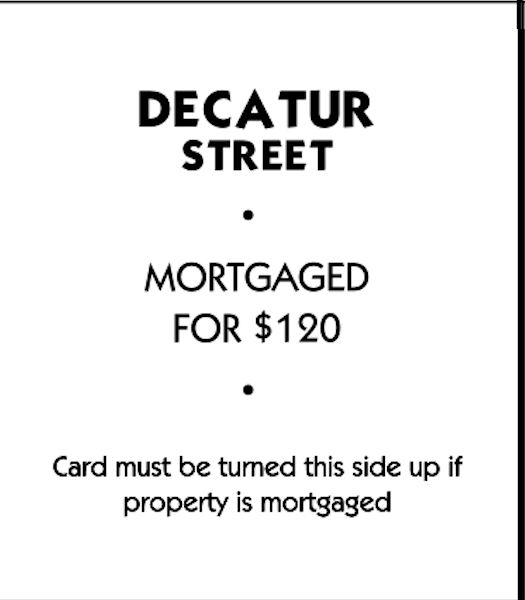 DECATUR
STREET
•
MORTGAGED
FOR $120
•
Card must be turned this side up if
property is mortgaged